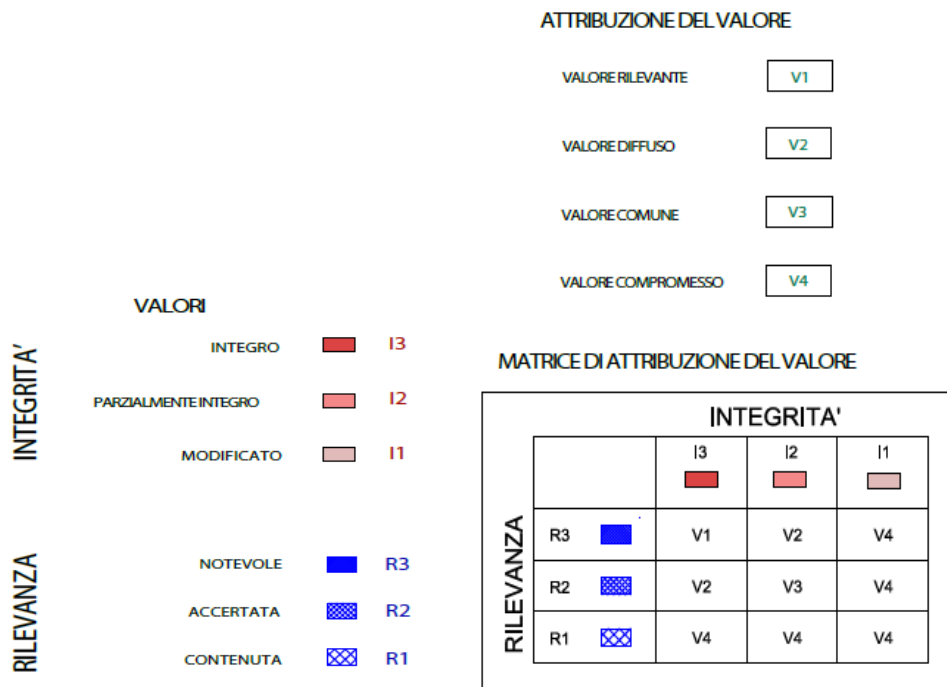 ATTRIBUZIONE DEL VALORE
VALORE RILEVANTE V1
VALORE DIFFUSO V2
VALORE COMUNE V3
VALORE COMPROMESSO V4
VALORI
INTEGRITA'
INTEGRO I3
PARZIALMENTE INTEGRO I2
MODIFICATO I1
RILEVANZA
NOTEVOLE R3
ACCERTATA R2
CONTENUTA R1
MATRICE DI ATTRIBUZIONE DEL VALORE
INTEGRITA'
I3 I2 I1
RILEVANZA
R3 V1 V2 V4
R2 V2 V3 V4
R1 V4 V4 V4